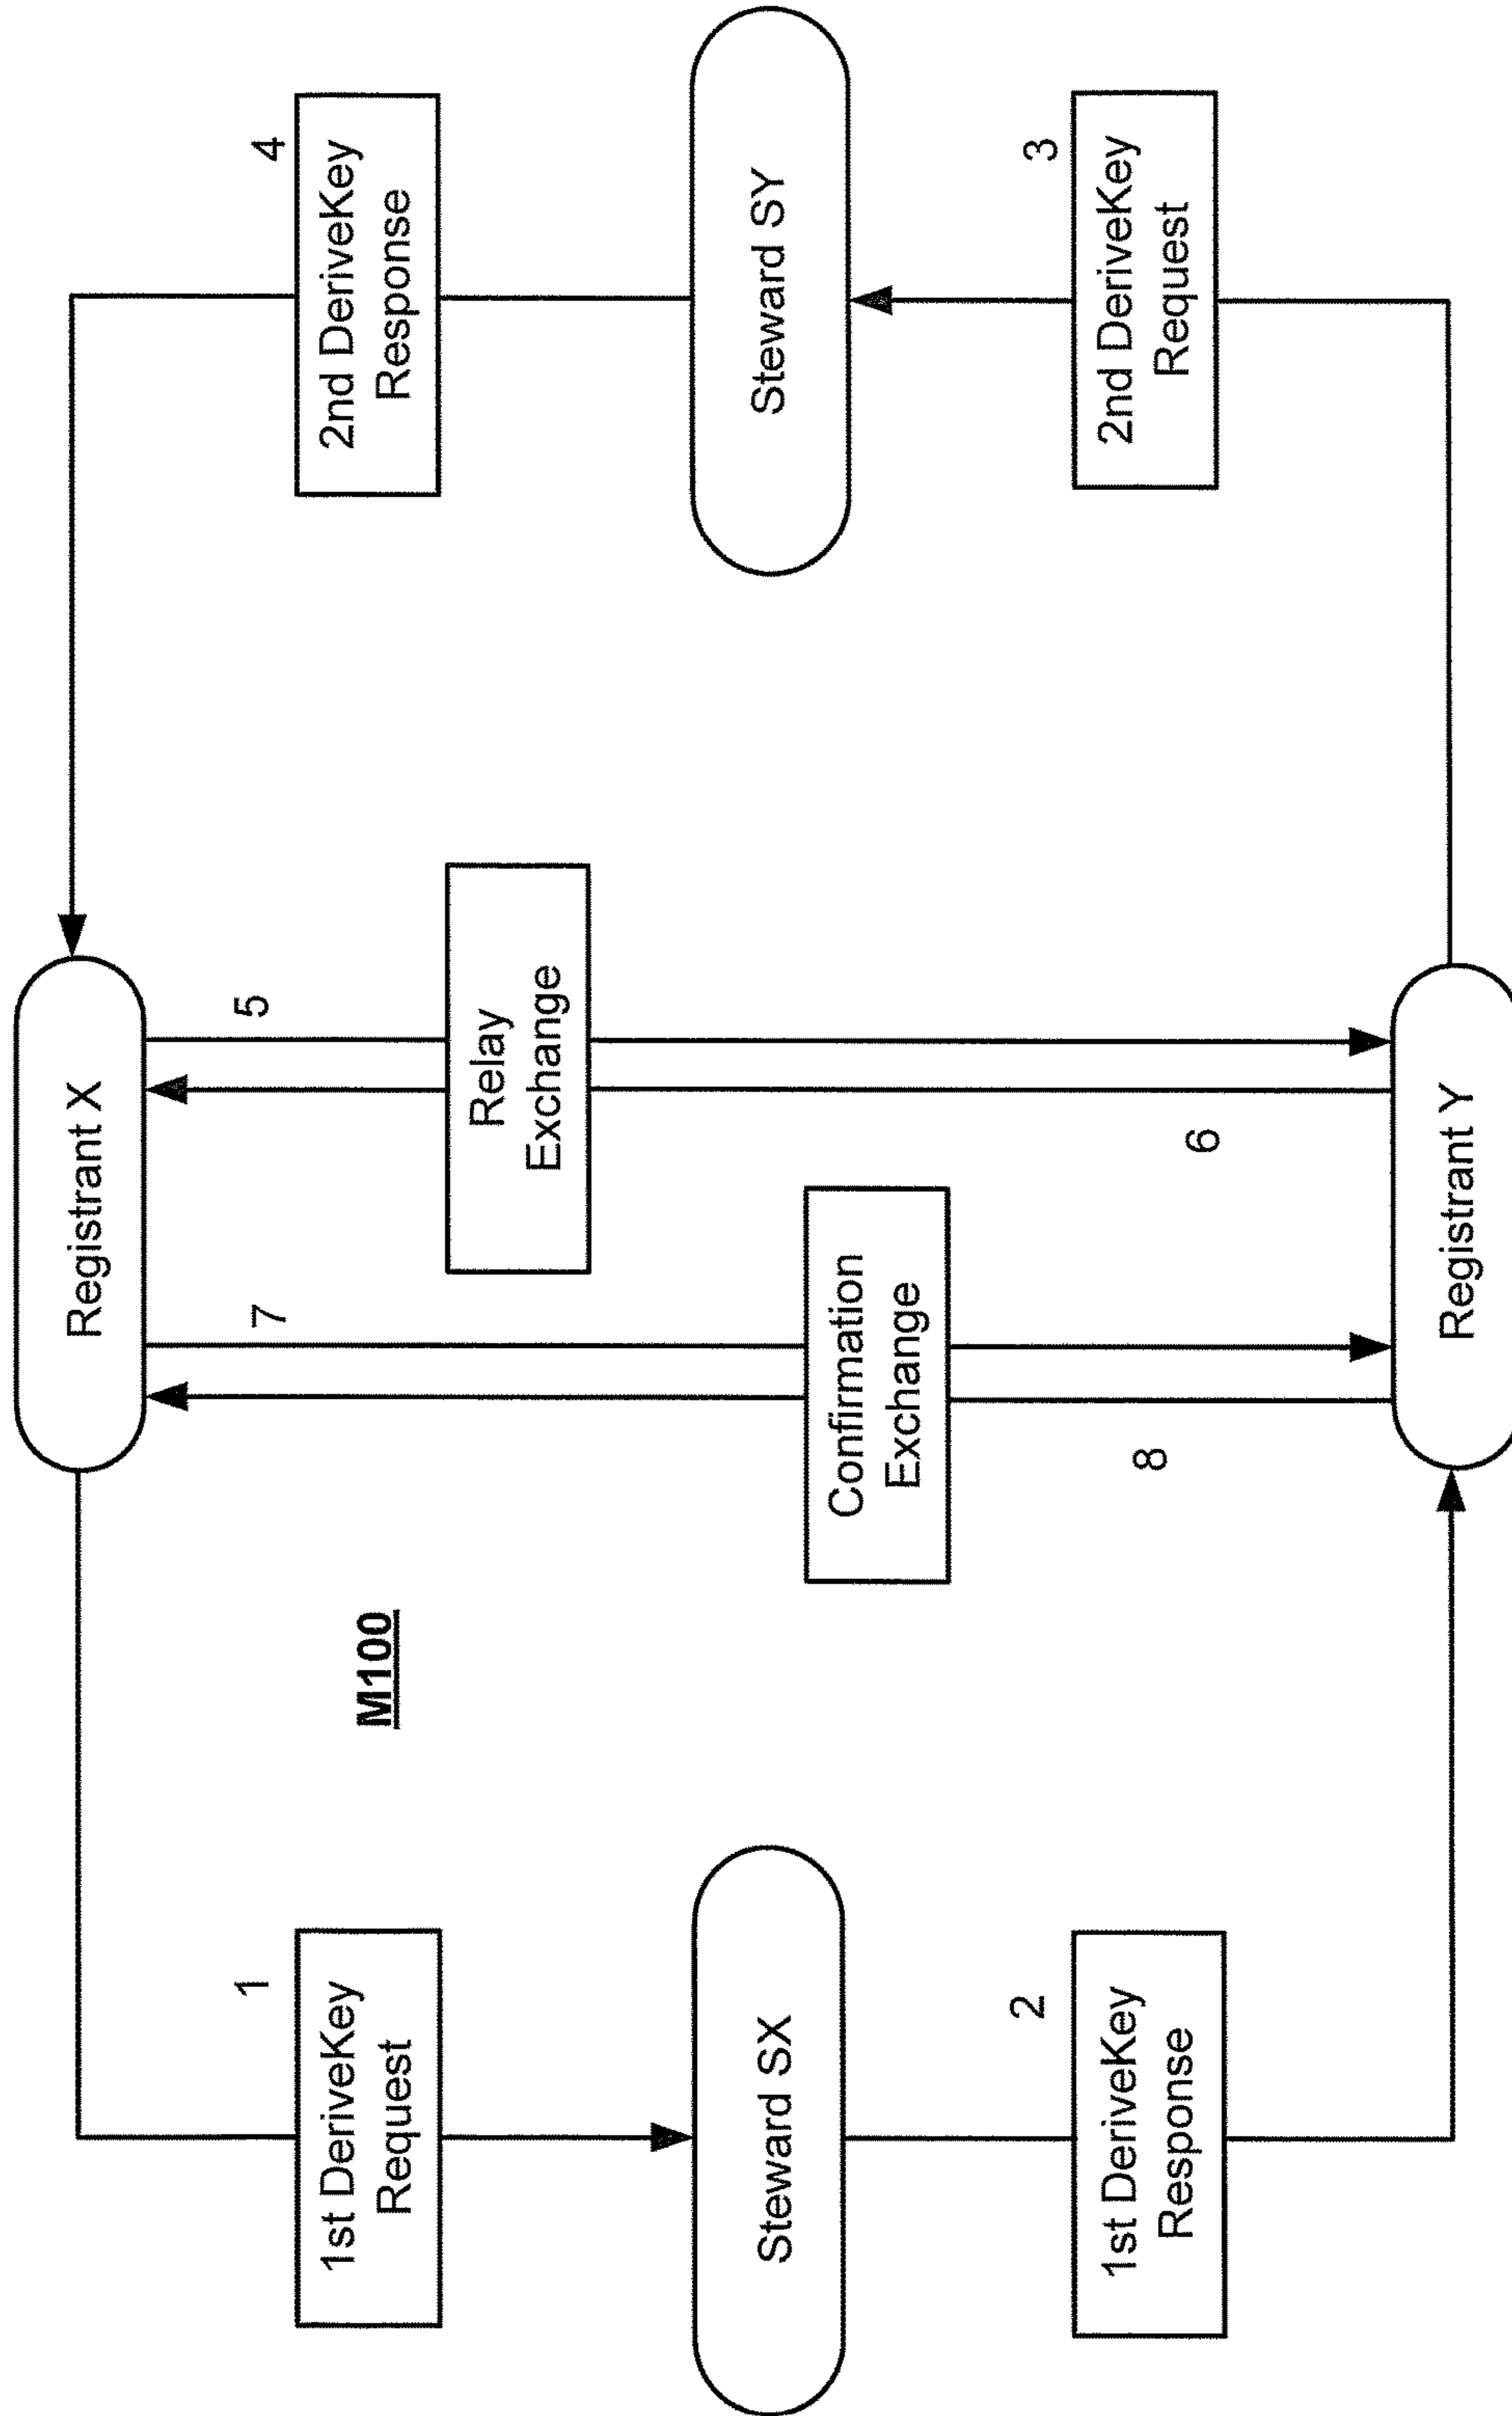 Registrant X
1
1st DeriveKey
Request
M100
7
5
Relay
Exchange
4
2nd DeriveKey
Response
Steward SX
Confirmation
Exchange
Steward SY
2
1st DeriveKey
Response
8
6
3
2nd DeriveKey
Request
Registrant Y